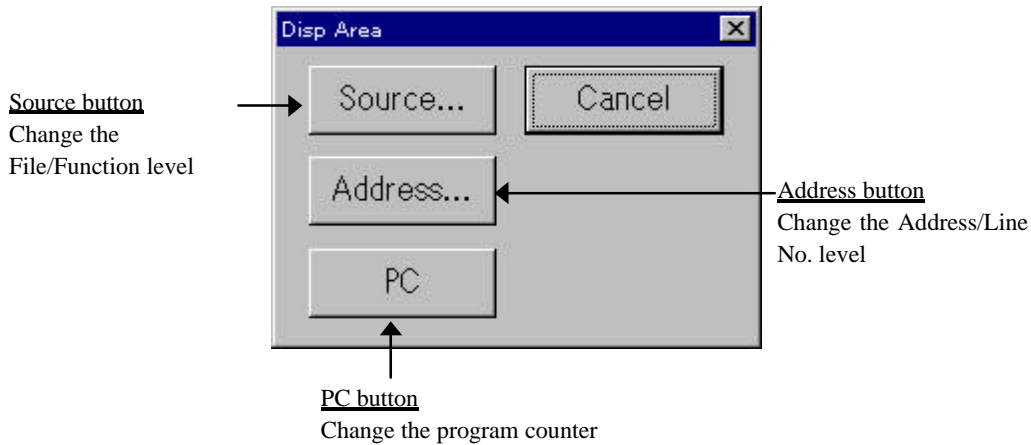 Disp Area
Source...
Cancel
Source button
Change the
File/Function level
Address...
Address button
Change the Address/Line
No. level
PC
PC button
Change the program counter